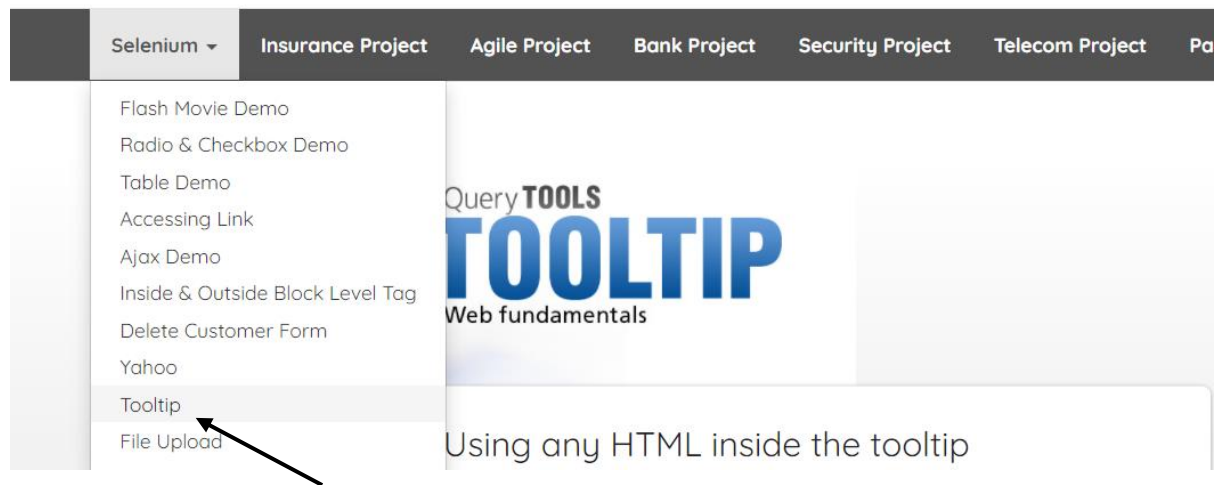 Selenium Insurance Project Agile Project Bank Project Security Project Telecom Project Pa
Flash Movie Demo
Radio & Checkbox Demo
Table Demo
Accessing Link
Ajax Demo
Inside & Outside Block Level Tag
Delete Customer Form
Yahoo
Tooltip
File Upload
Query TOOLS
TOOLTIP
Web fundamentals
Using any HTML inside the tooltip